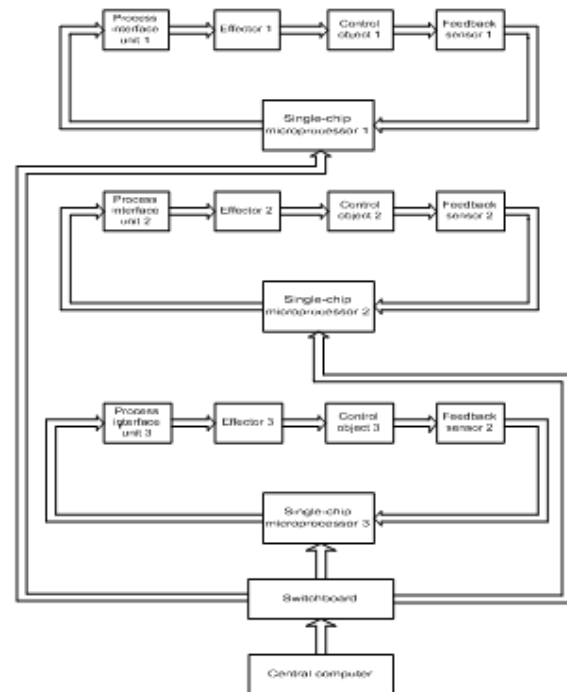 Process
interface
unit 1
Effector 1
Control
object 1
Feedback
sensor 1
Single-chip
microprocessor 1
Process
interface
unit 2
Effector 2
Control
object 2
Feedback
sensor 2
Single-chip
microprocessor 2
Process
interface
unit 3
Effector 3
Control
object 3
Feedback
sensor 2
Single-chip
microprocessor 3
Switchboard
Central computer